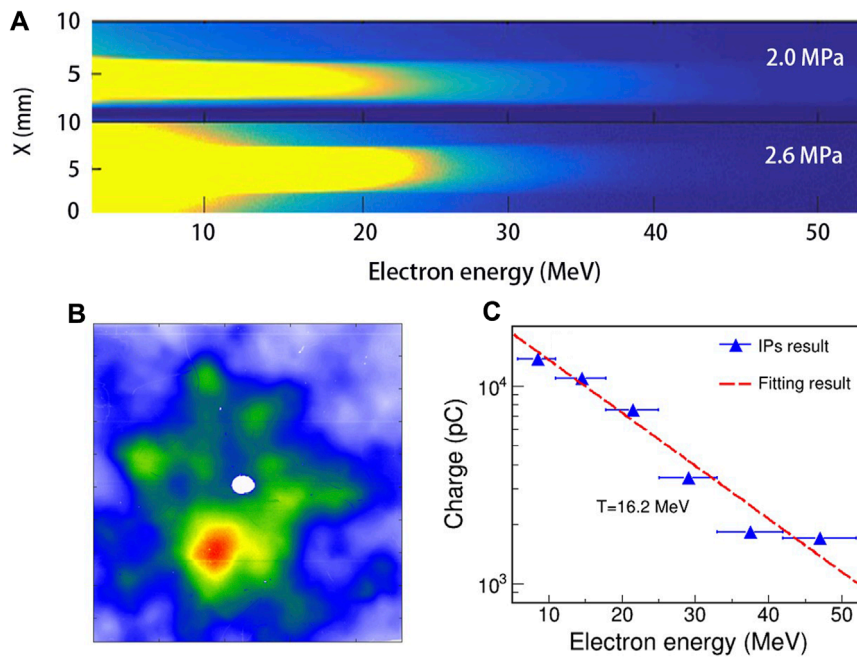 A
10
5
2.0 MPa
10
5
0
2.6 MPa
X (mm)
10 20 30 40 50
Electron energy (MeV)
B
C
IPs result
Fitting result
10⁴
10³
Charge (pC)
T=16.2 MeV
10 20 30 40 50
Electron energy (MeV)